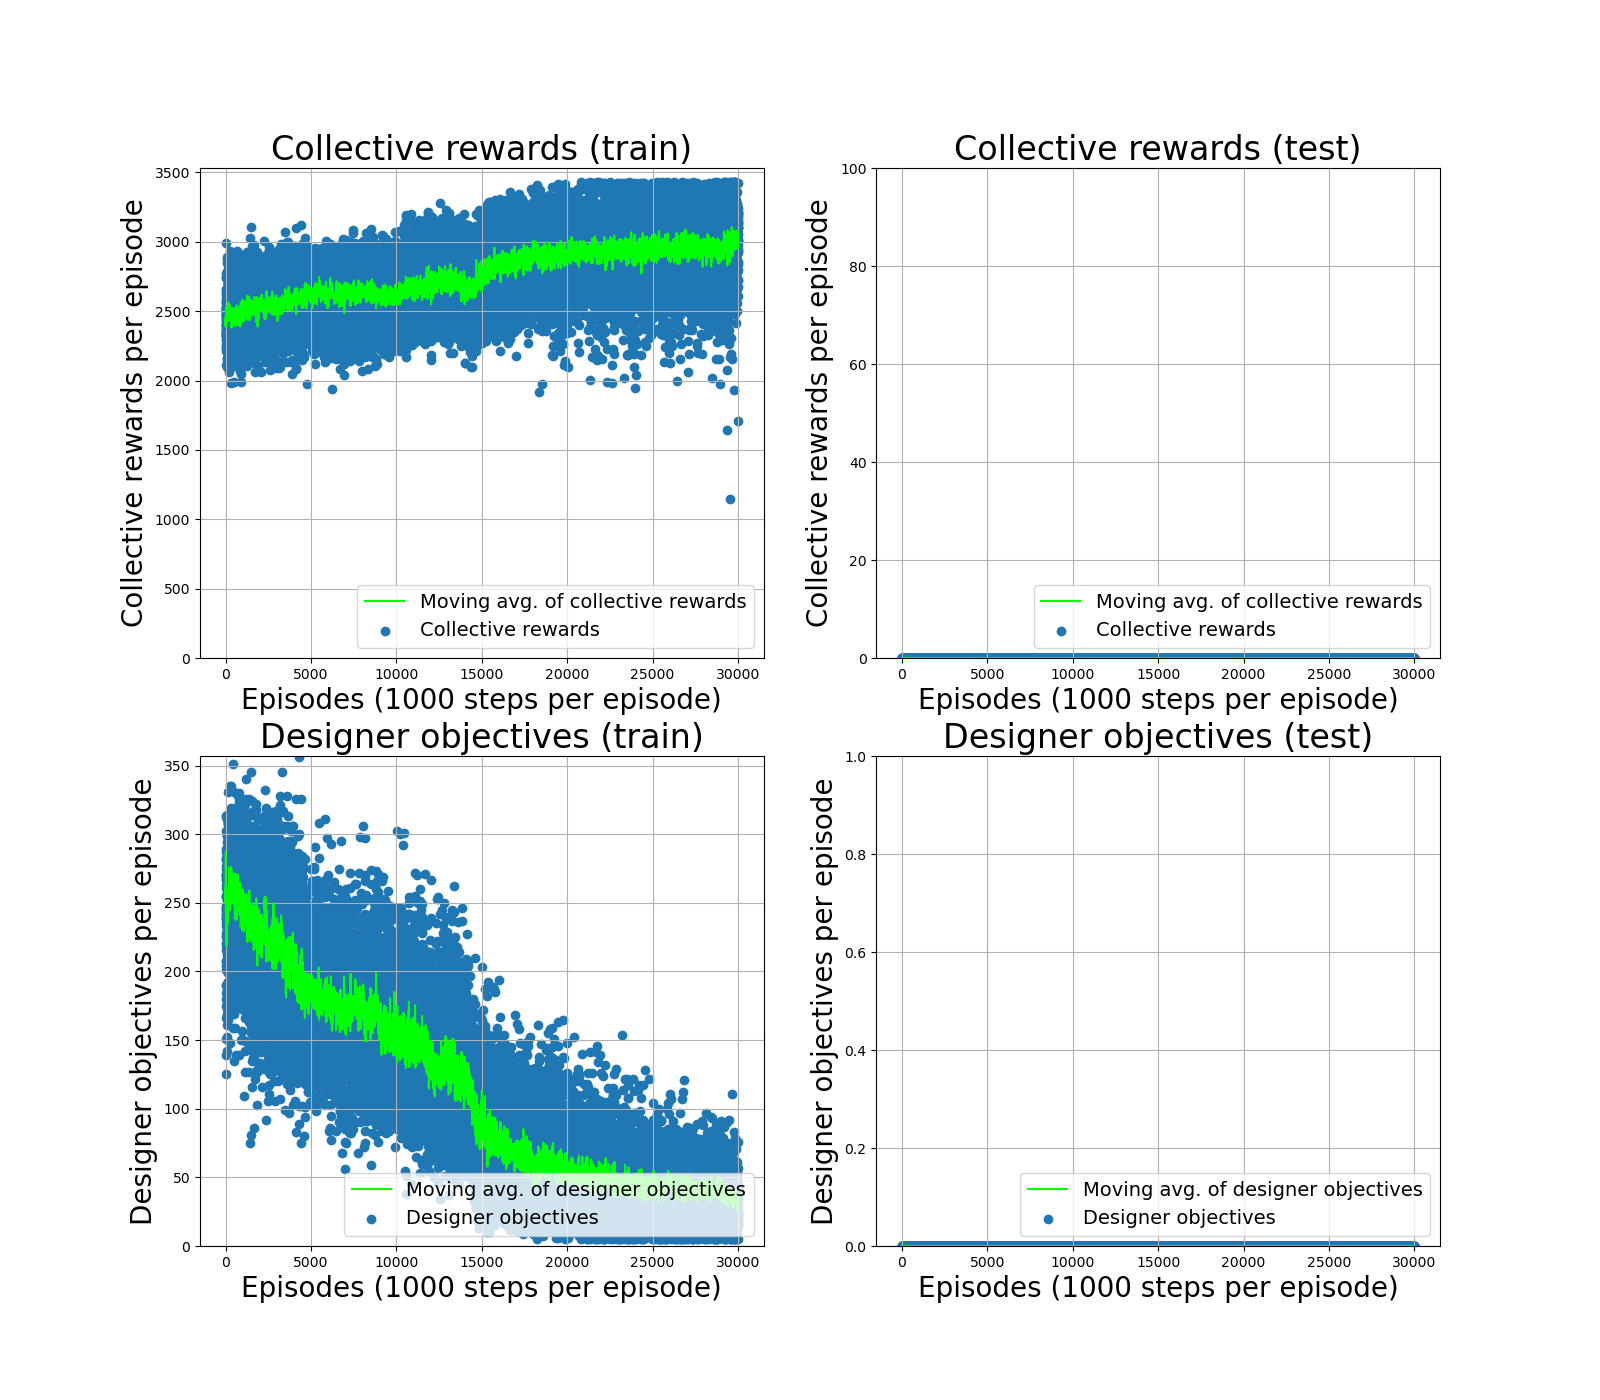 Collective rewards (train)
Collective rewards per episode
3500
3000
2500
2000
1500
1000
500
0
Moving avg. of collective rewards
Collective rewards
0 5000 10000 15000 20000 25000 30000
Episodes (1000 steps per episode)
Collective rewards (test)
Collective rewards per episode
100
80
60
40
20
0
Moving avg. of collective rewards
Collective rewards
0 5000 10000 15000 20000 25000 30000
Episodes (1000 steps per episode)
Designer objectives (train)
Designer objectives per episode
350
300
250
200
150
100
50
0
Moving avg. of designer objectives
Designer objectives
0 5000 10000 15000 20000 25000 30000
Episodes (1000 steps per episode)
Designer objectives (test)
Designer objectives per episode
1.0
0.8
0.6
0.4
0.2
0.0
Moving avg. of designer objectives
Designer objectives
0 5000 10000 15000 20000 25000 30000
Episodes (1000 steps per episode)